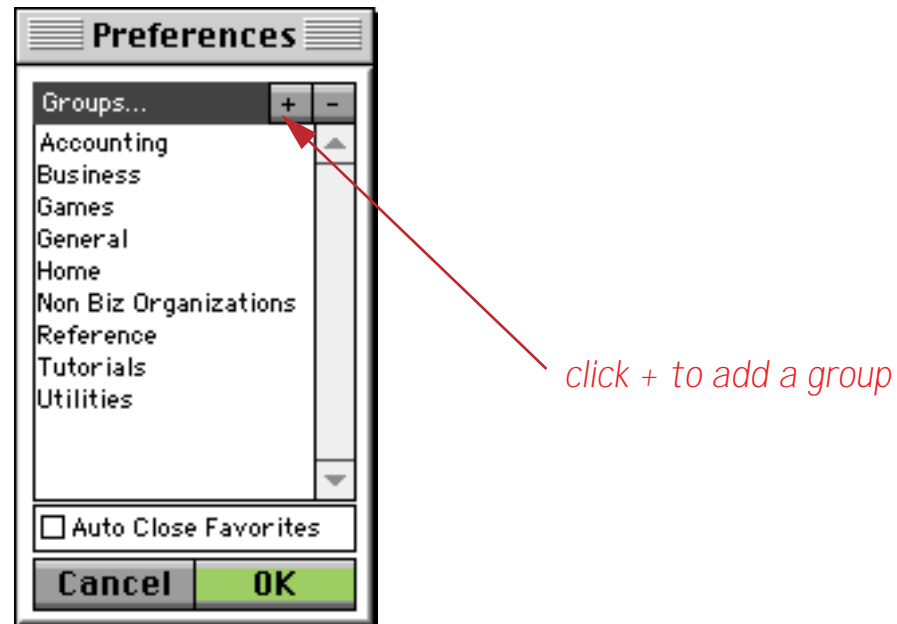 Preferences
Groups... + -
Accounting
Business
Games
General
Home
Non Biz Organizations
Reference
Tutorials
Utilities
click + to add a group
Auto Close Favorites
Cancel OK